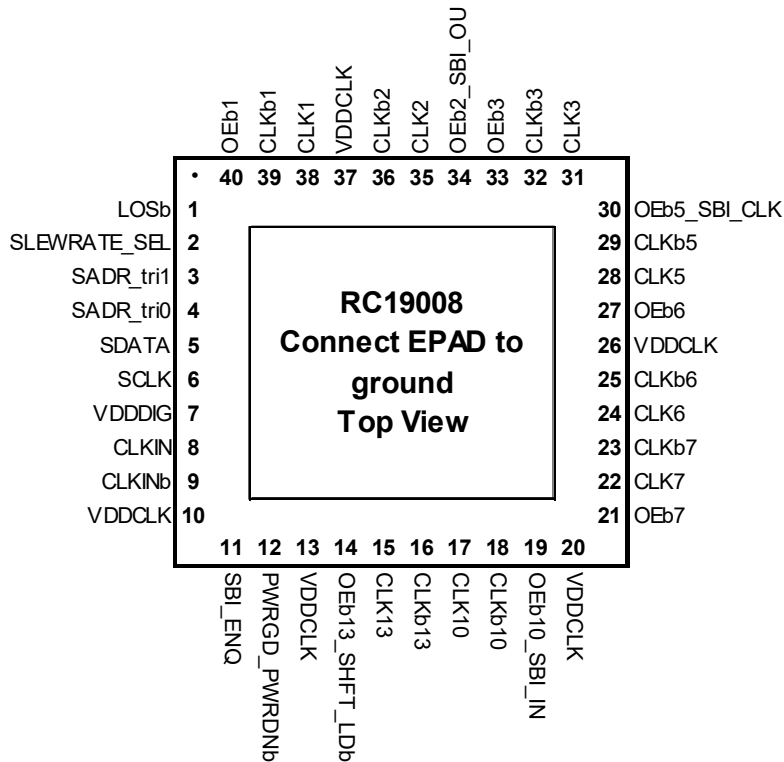 OEb1
CLKb1
CLK1
VDDCLK
CLKb2
CLK2
OEb2_SBI_OU
OEb3
CLKb3
CLK3
40 39 38 37 36 35 34 33 32 31
LOSb 1
SLEWRATE_SEL 2
SADR_tri1 3
SADR_tri0 4
SDATA 5
SCLK 6
VDDDIG 7
CLKIN 8
CLKINb 9
VDDCLK 10
RC19008
Connect EPAD to
ground
Top View
30 OEb5_SBI_CLK
29 CLKb5
28 CLK5
27 OEb6
26 VDDCLK
25 CLKb6
24 CLK6
23 CLKb7
22 CLK7
21 OEb7
11 12 13 14 15 16 17 18 19 20
SBI_ENQ
PWRGD_PWRDNb
VDDCLK
OEb13_SHFT_LDb
CLK13
CLKb13
CLK10
CLKb10
OEb10_SBI_IN
VDDCLK